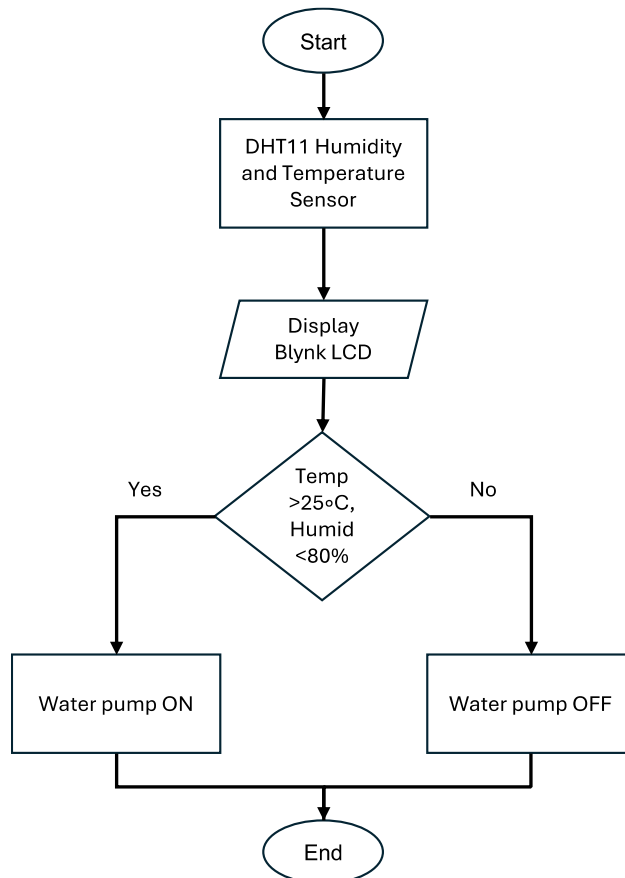 Start
DHT11 Humidity
and Temperature
Sensor
Display
Blynk LCD
Temp
>25∘C,
Humid
<80%
Yes
No
Water pump ON
Water pump OFF
End